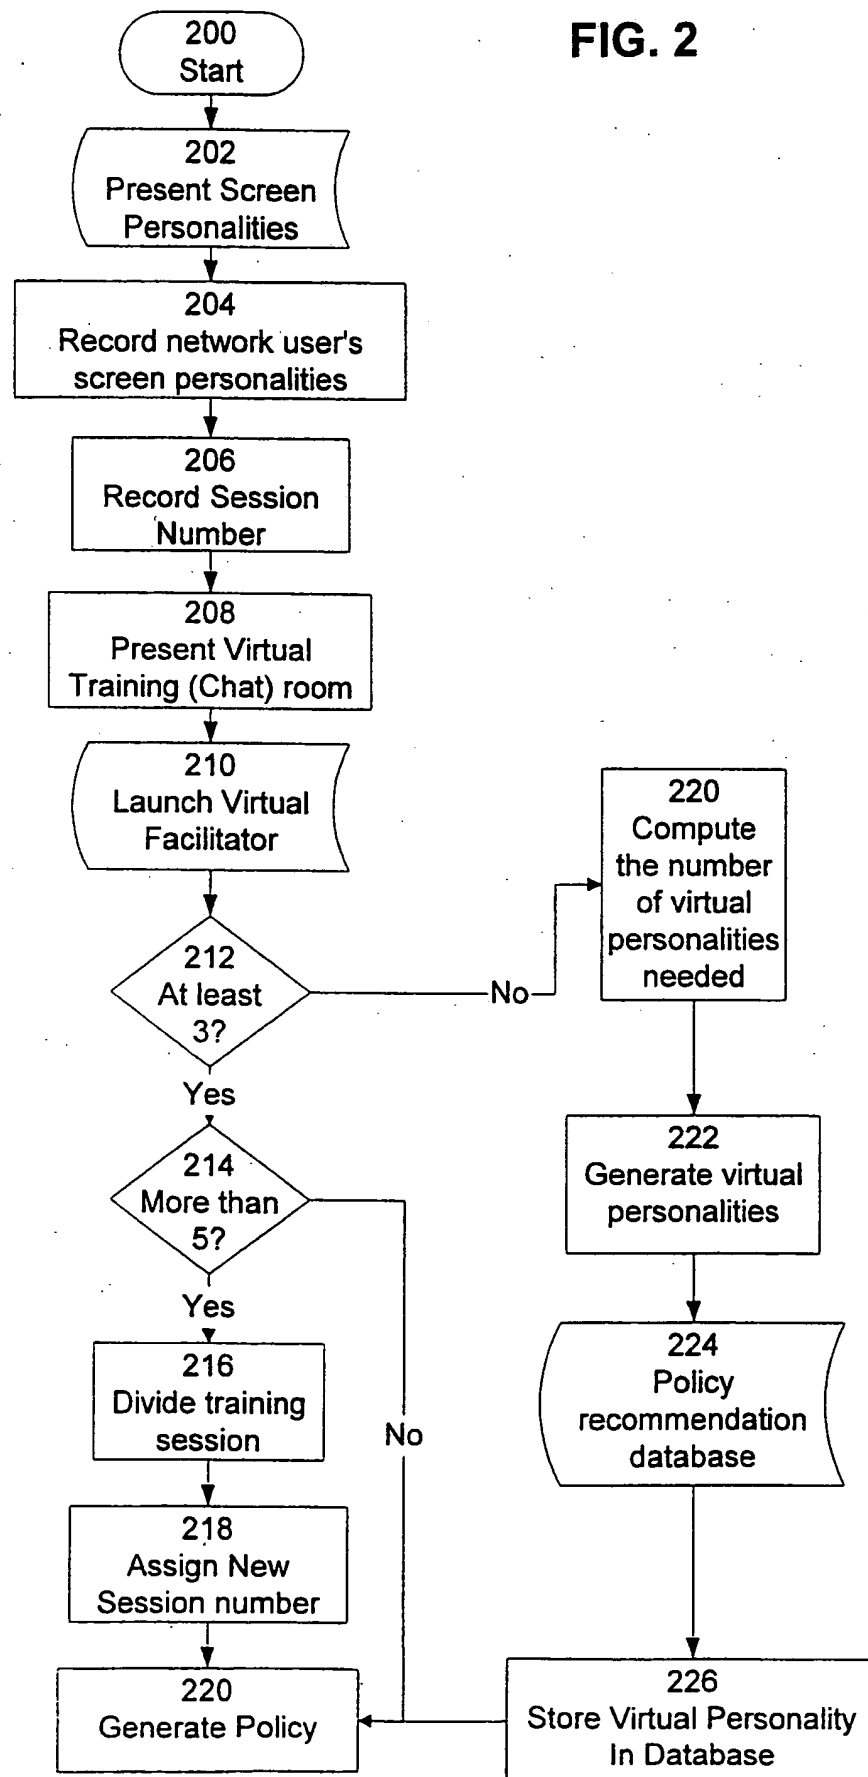 FIG. 2
200
Start
202
Present Screen
Personalities
204
Record network user's
screen personalities
206
Record Session
Number
208
Present Virtual
Training (Chat) room
210
Launch Virtual
Facilitator
212
At least
3?
No
Yes
214
More than
5?
Yes
No
216
Divide training
session
218
Assign New
Session number
220
Generate Policy
220
Compute
the number
of virtual
personalities
needed
222
Generate virtual
personalities
224
Policy
recommendation
database
226
Store Virtual Personality
In Database